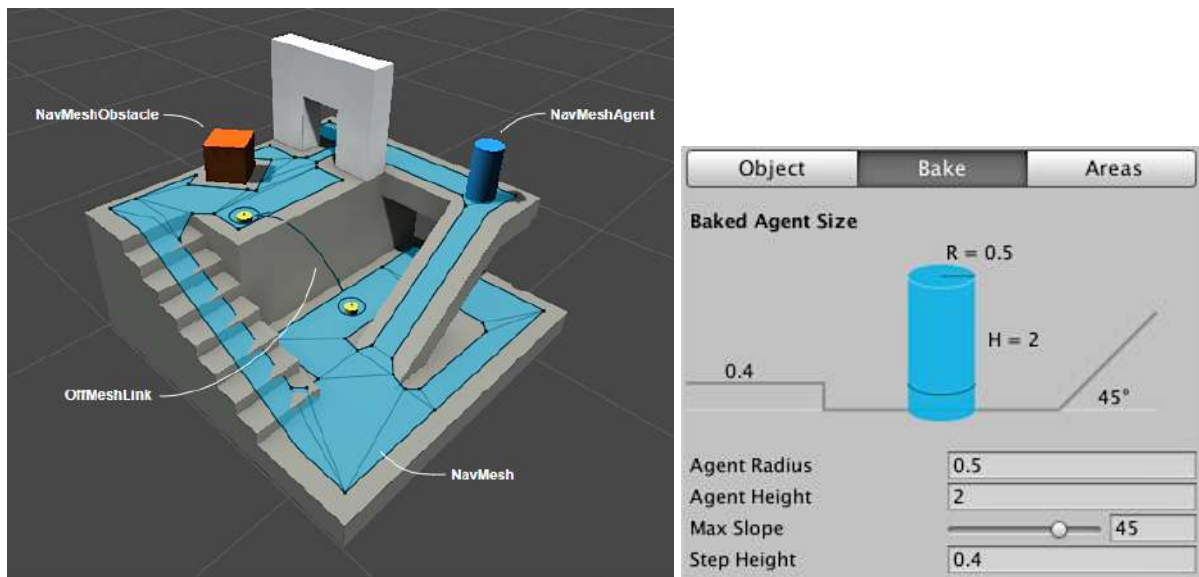 NavMeshObstacle
NavMeshAgent
OffMeshLink
NavMesh
Object Bake Areas
Baked Agent Size
R = 0.5
H = 2
0.4
45°
Agent Radius 0.5
Agent Height 2
Max Slope 45
Step Height 0.4